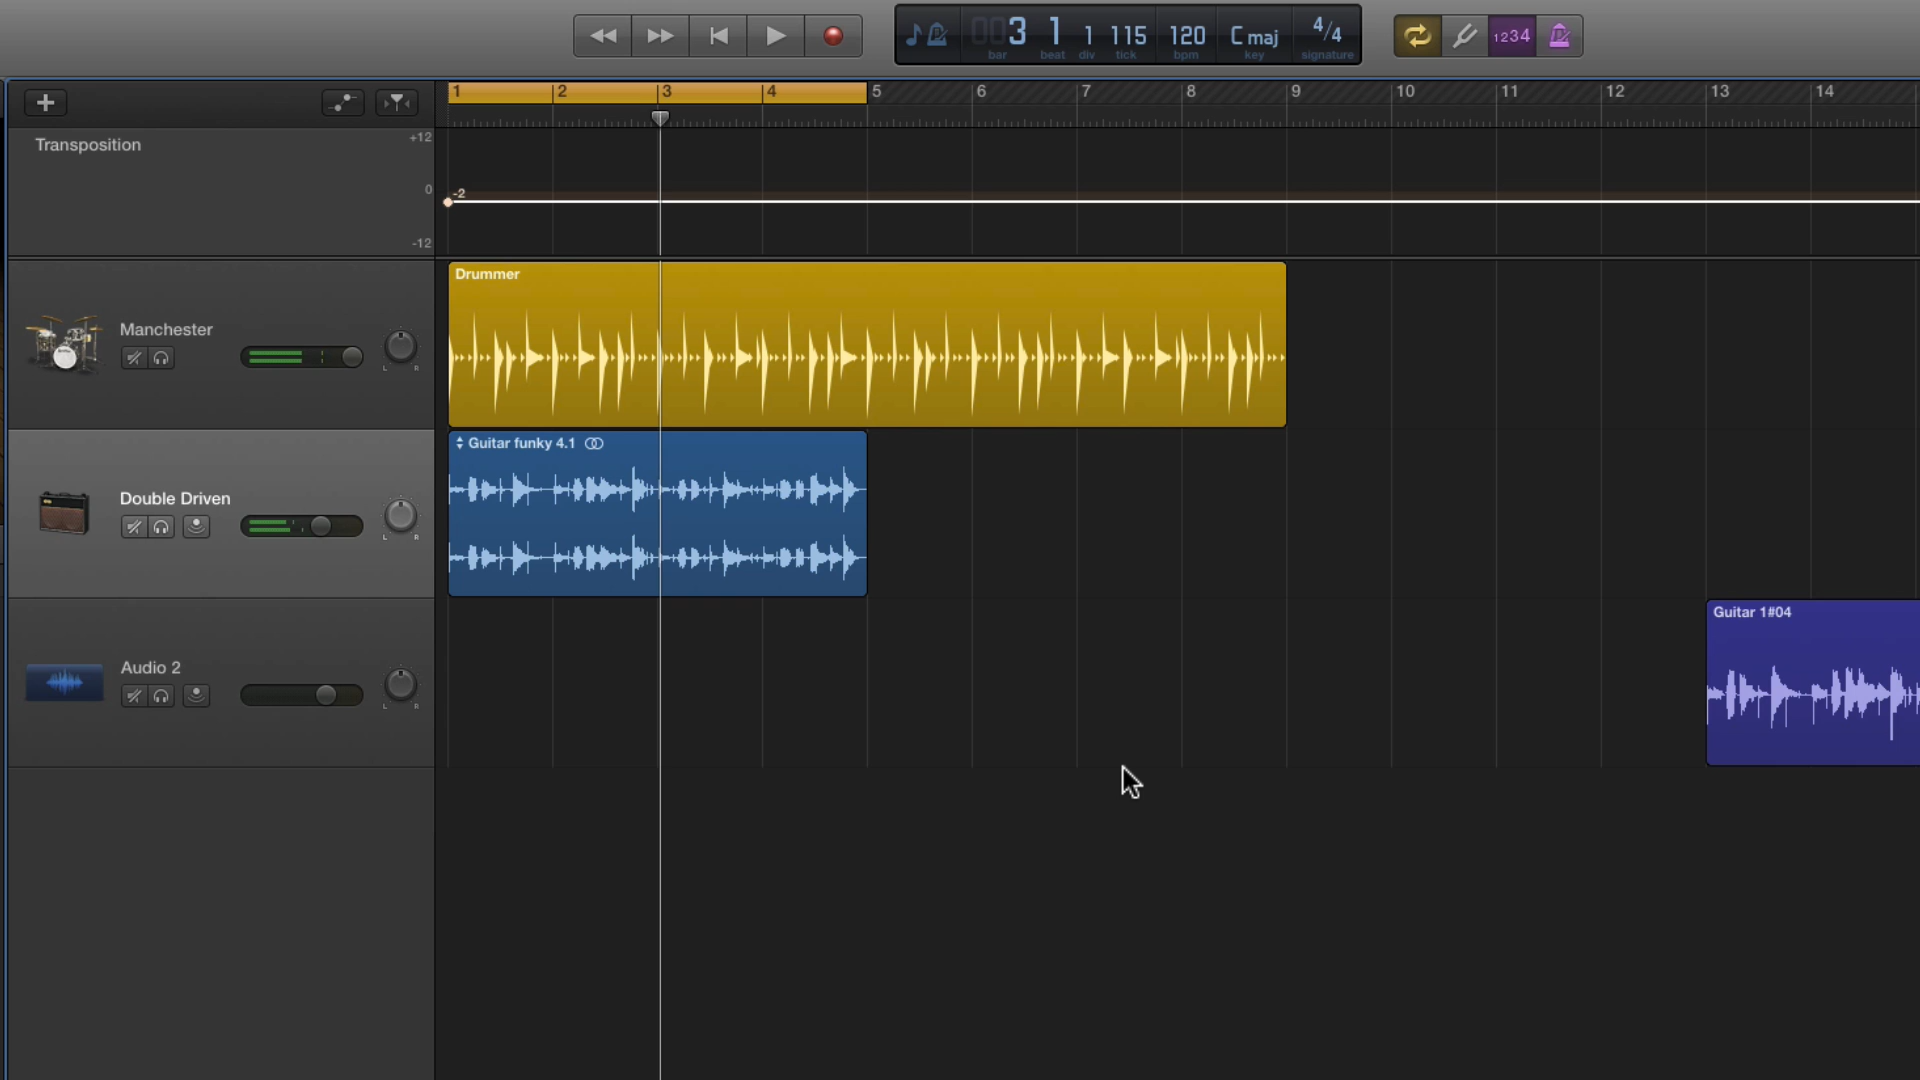 003 1 1 115 120 C maj 4/4
bar beat div tick bpm key signature
1234
1 2 3 4 5 6 7 8 9 10 11 12 13 14
Transposition
+12
0
-12
-2
Manchester
L R
Drummer
Double Driven
L R
Guitar funky 4.1
Audio 2
L R
Guitar 1#04